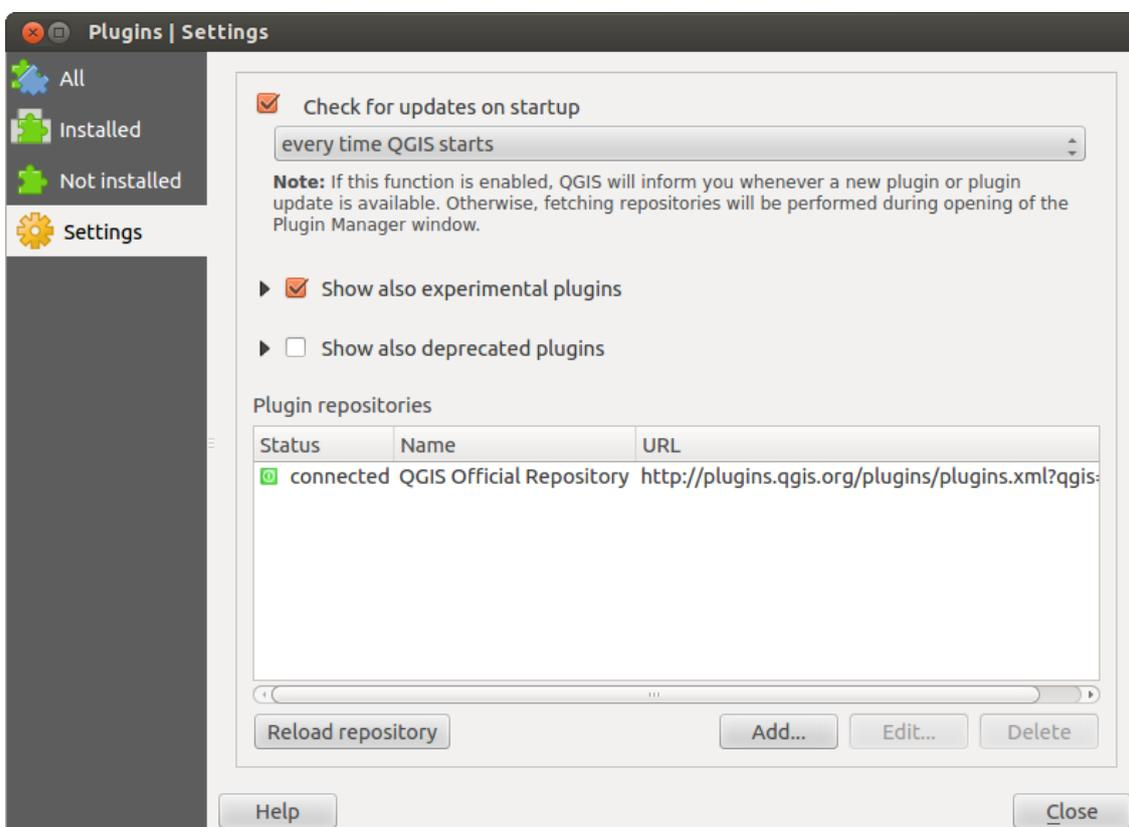 Plugins | Settings
All
Installed
Not installed
Settings
Check for updates on startup
every time QGIS starts
Note: If this function is enabled, QGIS will inform you whenever a new plugin or plugin
update is available. Otherwise, fetching repositories will be performed during opening of the
Plugin Manager window.
Show also experimental plugins
Show also deprecated plugins
Plugin repositories
Status Name URL
connected QGIS Official Repository http://plugins.qgis.org/plugins/plugins.xml?qgis=
Reload repository Add... Edit... Delete
Help Close